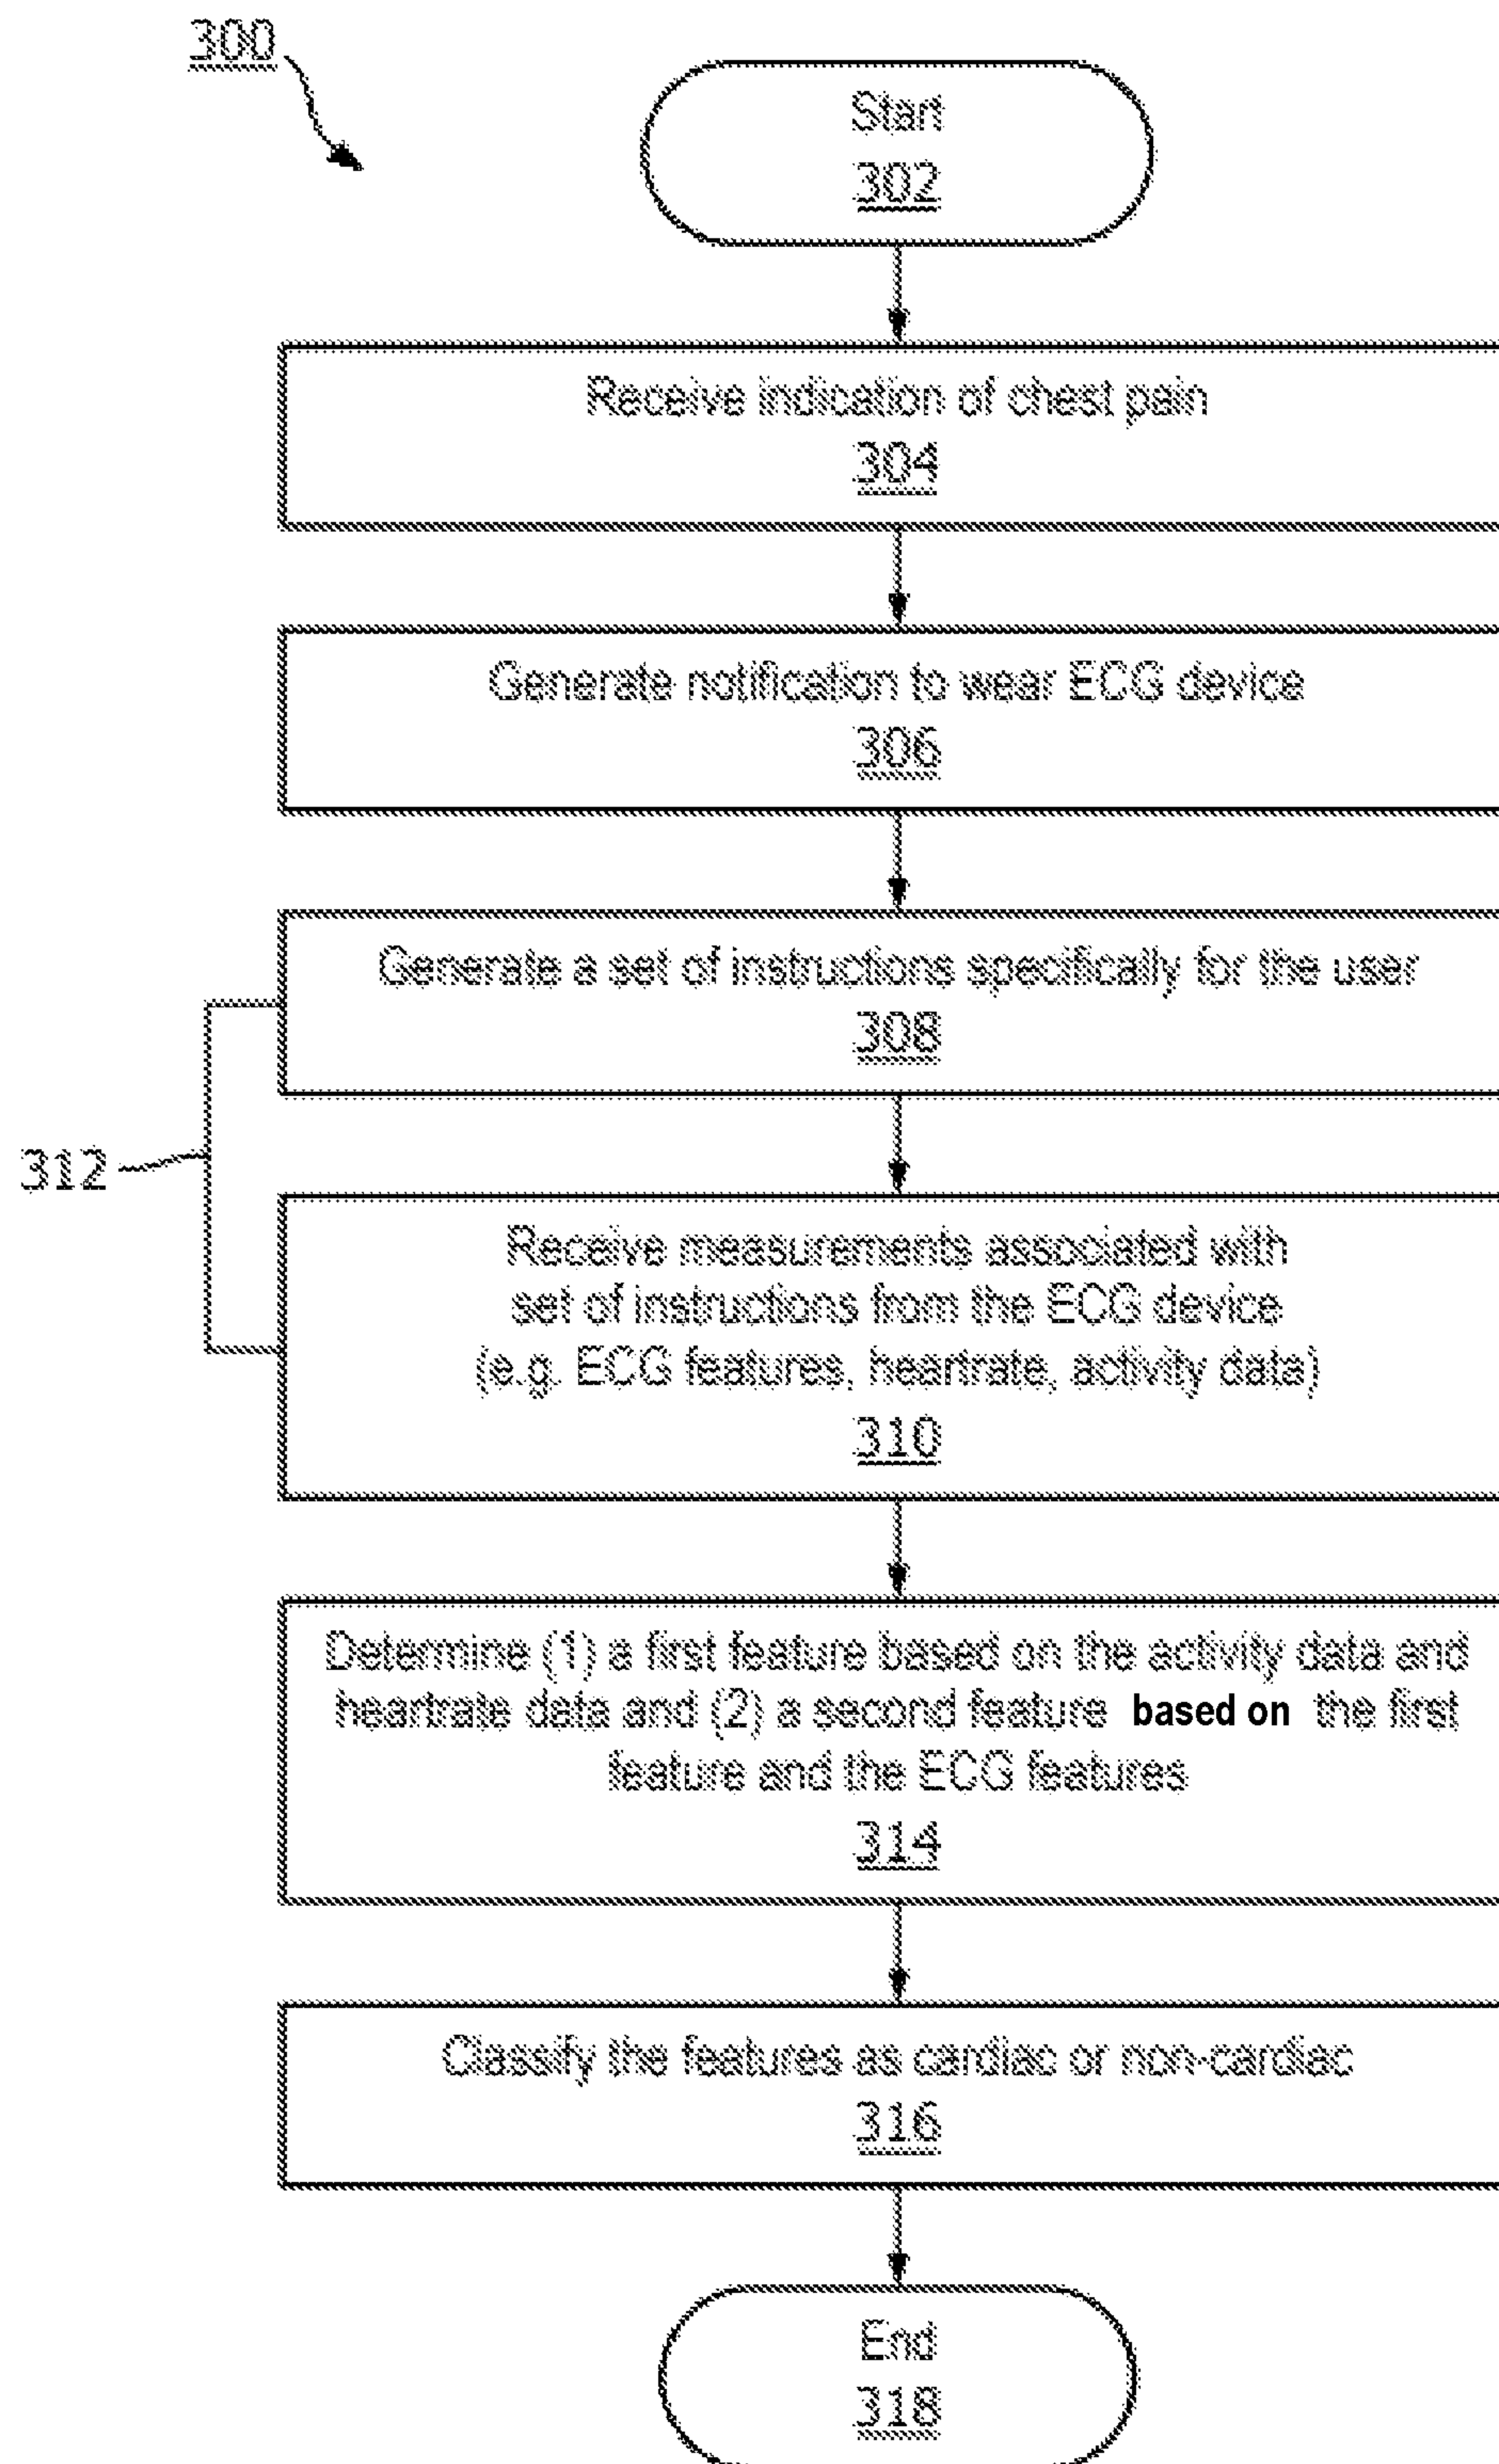 300
Start
302
Receive indication of chest pain
304
Generate notification to wear ECG device
306
Generate a set of instructions specifically for the user
308
312
Receive measurements associated with
set of instructions from the ECG device
(e.g. ECG features, heartrate, activity data)
310
Determine (1) a first feature based on the activity data and
heartrate data and (2) a second feature based on the first
feature and the ECG features
314
Classify the features as cardiac or non-cardiac
316
End
318